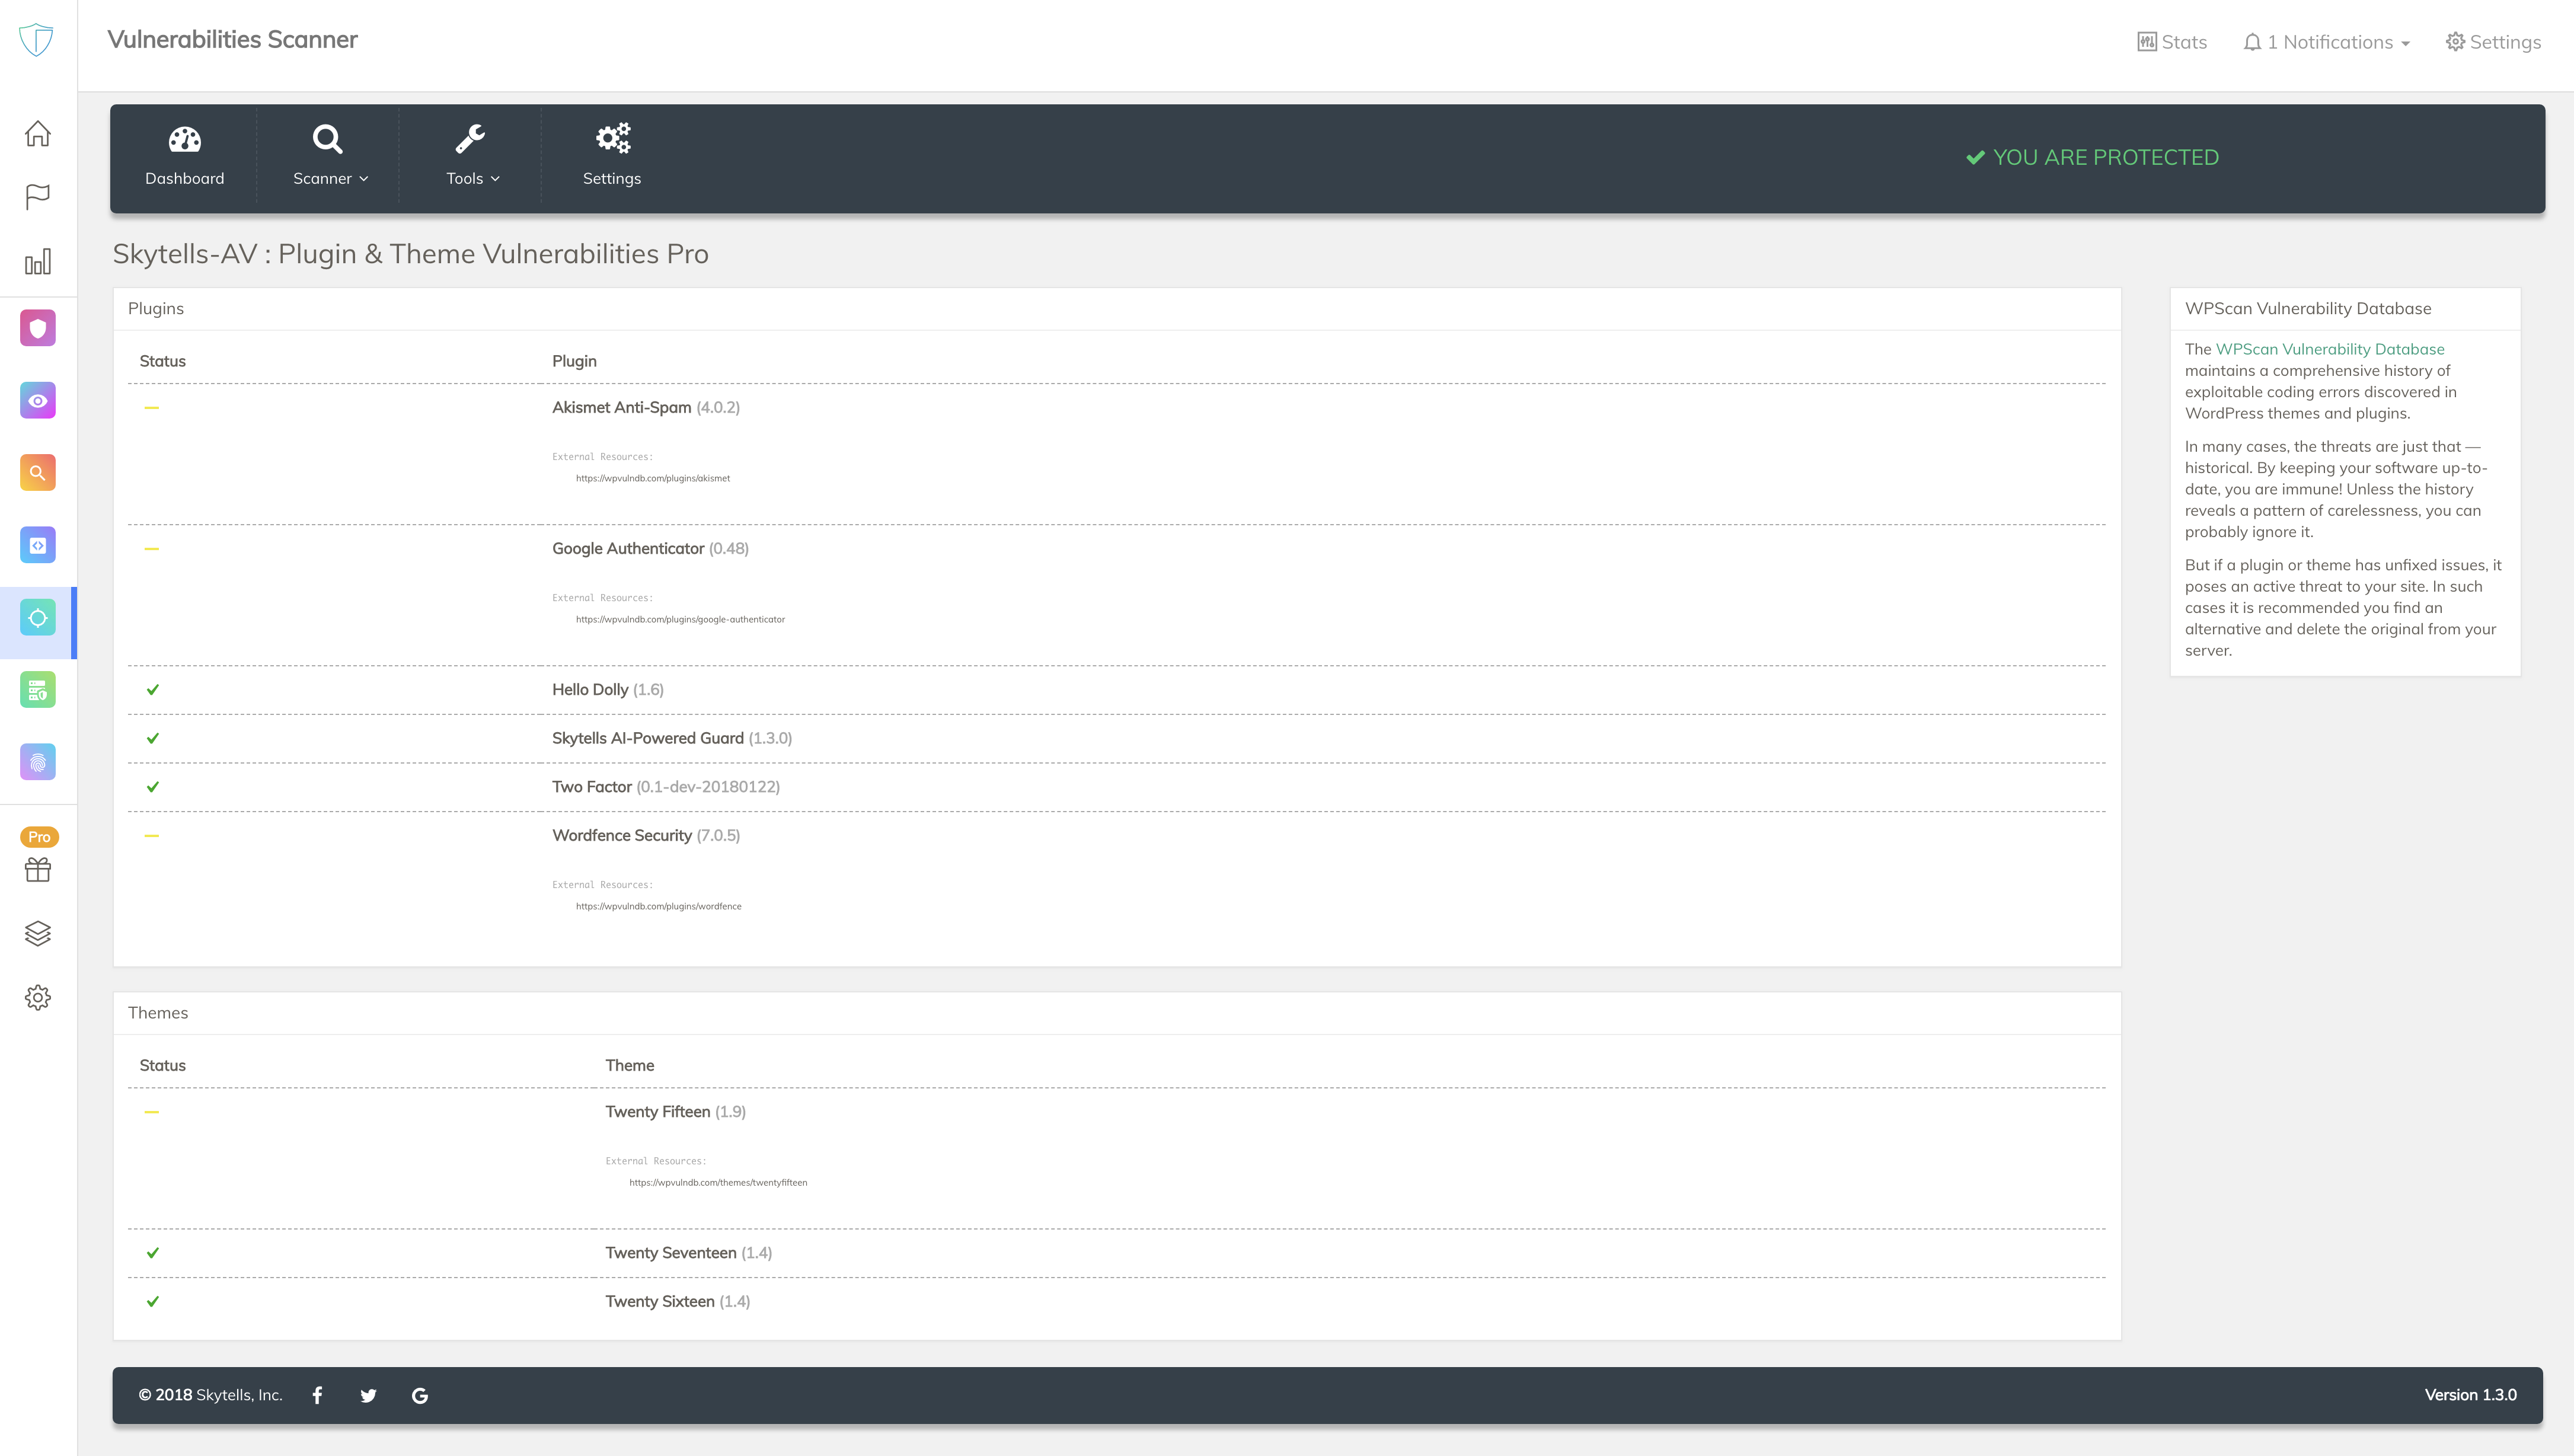 Vulnerabilities Scanner
Stats
1 Notifications
Settings
Dashboard
Scanner
Tools
Settings
YOU ARE PROTECTED
Skytells-AV : Plugin & Theme Vulnerabilities Pro
Plugins
Status Plugin
Akismet Anti-Spam (4.0.2)
External Resources:
https://wpvulndb.com/plugins/akismet
Google Authenticator (0.48)
External Resources:
https://wpvulndb.com/plugins/google-authenticator
Hello Dolly (1.6)
Skytells AI-Powered Guard (1.3.0)
Two Factor (0.1-dev-20180122)
Wordfence Security (7.0.5)
External Resources:
https://wpvulndb.com/plugins/wordfence
WPScan Vulnerability Database
The WPScan Vulnerability Database
maintains a comprehensive history of
exploitable coding errors discovered in
WordPress themes and plugins.
In many cases, the threats are just that —
historical. By keeping your software up-to-
date, you are immune! Unless the history
reveals a pattern of carelessness, you can
probably ignore it.
But if a plugin or theme has unfixed issues, it
poses an active threat to your site. In such
cases it is recommended you find an
alternative and delete the original from your
server.
Pro
Themes
Status Theme
Twenty Fifteen (1.9)
External Resources:
https://wpvulndb.com/themes/twentyfifteen
Twenty Seventeen (1.4)
Twenty Sixteen (1.4)
© 2018 Skytells, Inc.
Version 1.3.0